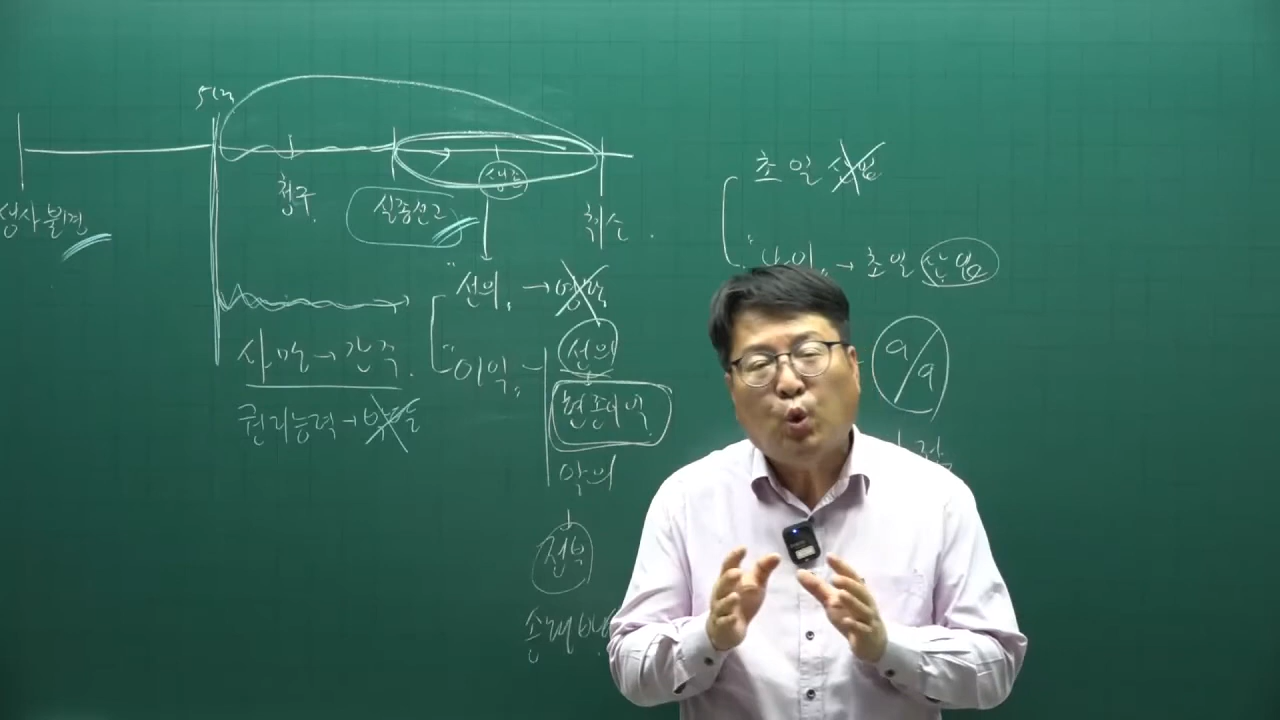 5년
청구
실종선고
생존
취소
생사불명
사망→간주
권리능력→박탈
"선의"→영향
"이익"
선의
현존이익
악의
전부
손해배상
초일 산입
→초일 산입